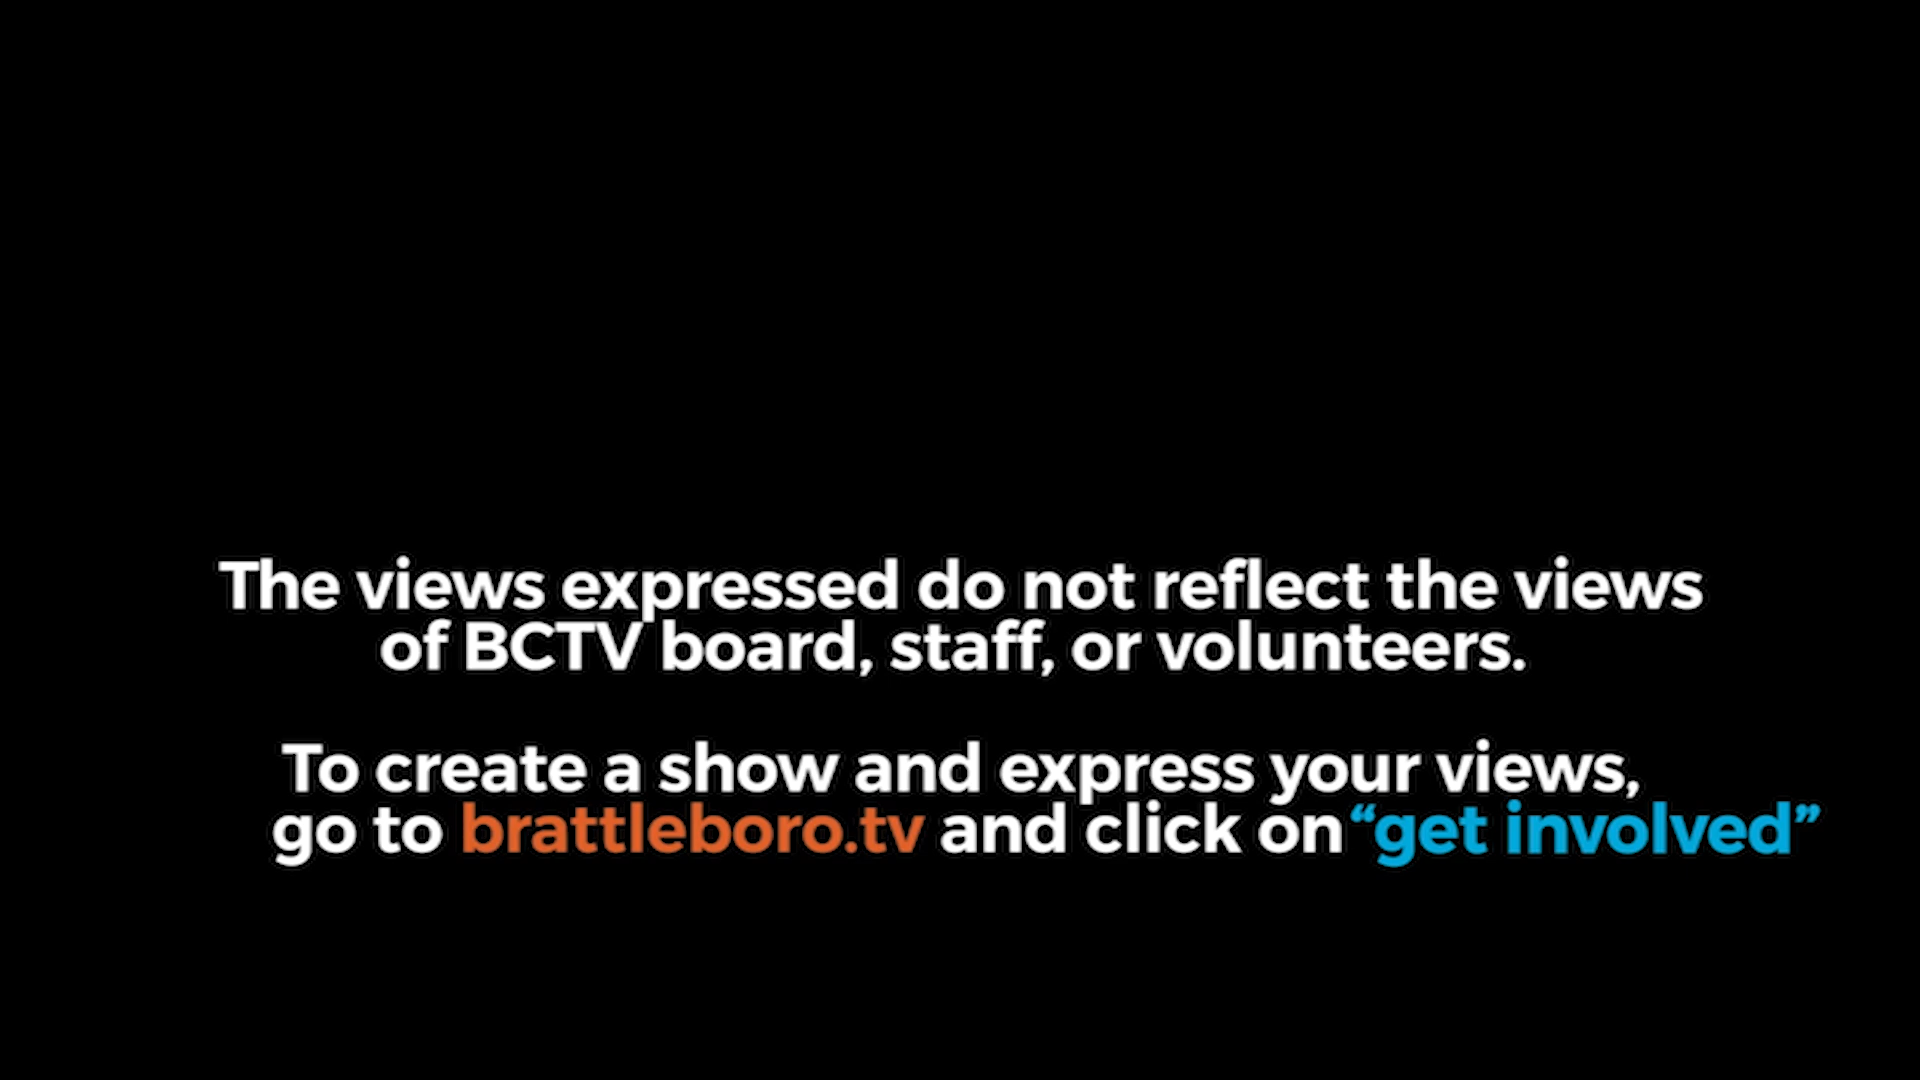 The views expressed do not reflect the views
of BCTV board, staff, or volunteers.
To create a show and express your views,
go to brattleboro.tv and click on “get involved”